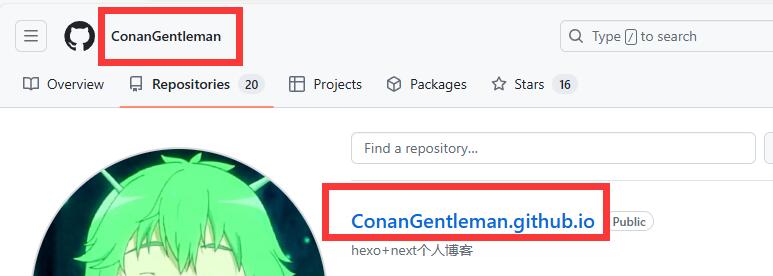 ConanGentleman
Type / to search
Overview
Repositories 20
Projects
Packages
Stars 16
Find a repository...
ConanGentleman.github.io Public
hexo+next个人博客